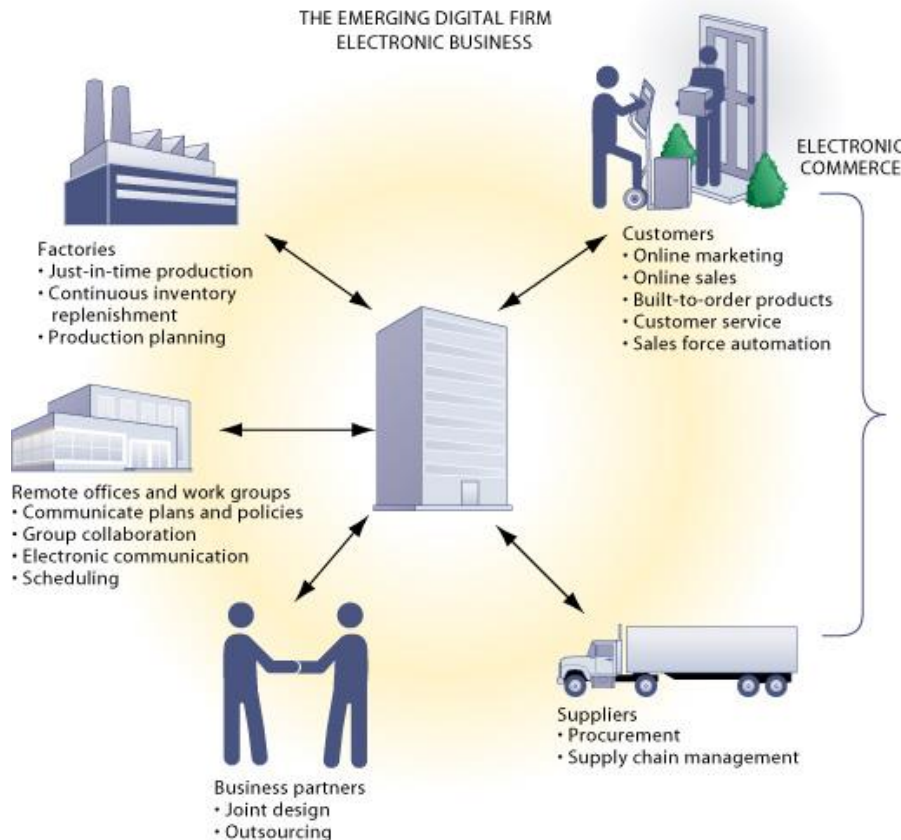 THE EMERGING DIGITAL FIRM
ELECTRONIC BUSINESS
ELECTRONIC
COMMERCE
Factories
• Just-in-time production
• Continuous inventory
replenishment
• Production planning
Customers
• Online marketing
• Online sales
• Built-to-order products
• Customer service
• Sales force automation
Remote offices and work groups
• Communicate plans and policies
• Group collaboration
• Electronic communication
• Scheduling
Business partners
• Joint design
• Outsourcing
Suppliers
• Procurement
• Supply chain management